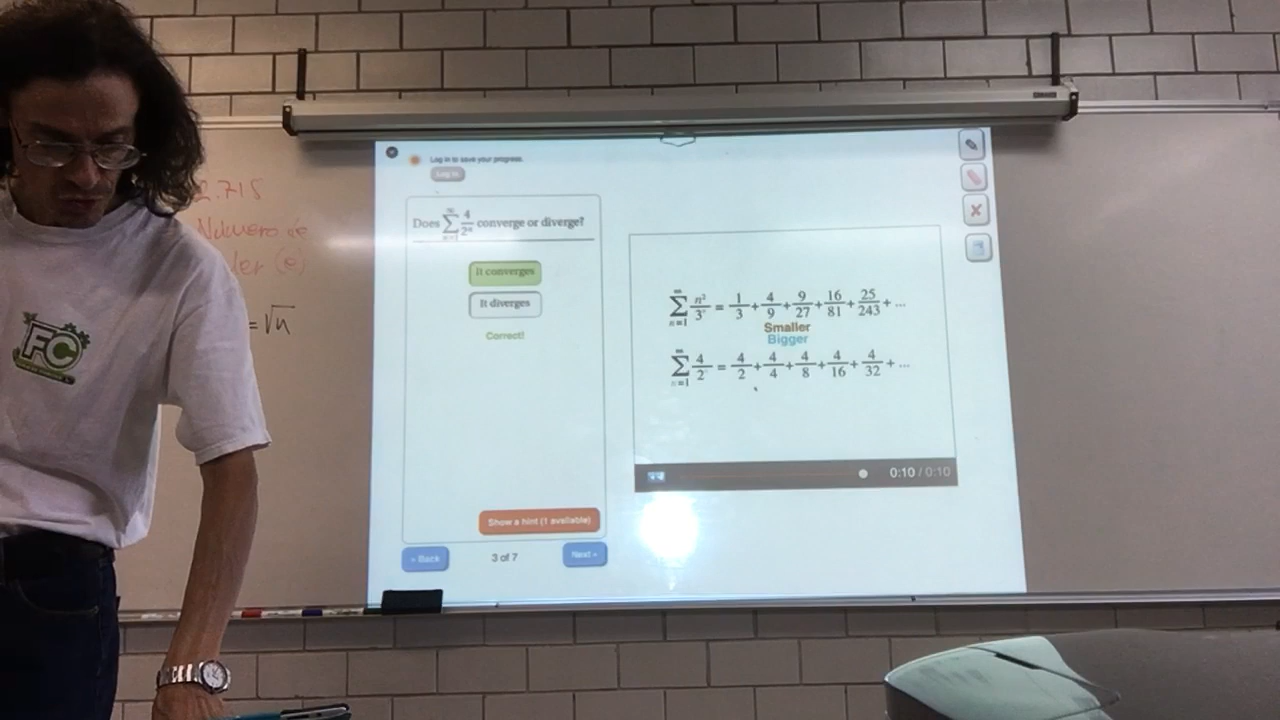 Log in to save your progress.
Log in
Does ∑_{n=1}^{∞} 4/2ⁿ converge or diverge?
It converges
It diverges
Correct!
Show a hint (1 available)
« Back
3 of 7
Next »
∑_{n=1}^{∞} n²/3ⁿ = 1/3 + 4/9 + 9/27 + 16/81 + 25/243 + ...
Smaller
Bigger
∑_{n=1}^{∞} 4/2ⁿ = 4/2 + 4/4 + 4/8 + 4/16 + 4/32 + ...
0:10 / 0:10
2.715
Número de
ler (e)
= √n
FC